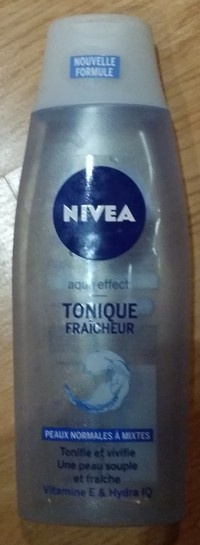 NOUVELLE
FORMULE
NIVEA
aqua effect
TONIQUE
FRAÎCHEUR
PEAUX NORMALES À MIXTES
Tonifie et vivifie
Une peau souple
et fraîche
Vitamine E & Hydra IQ